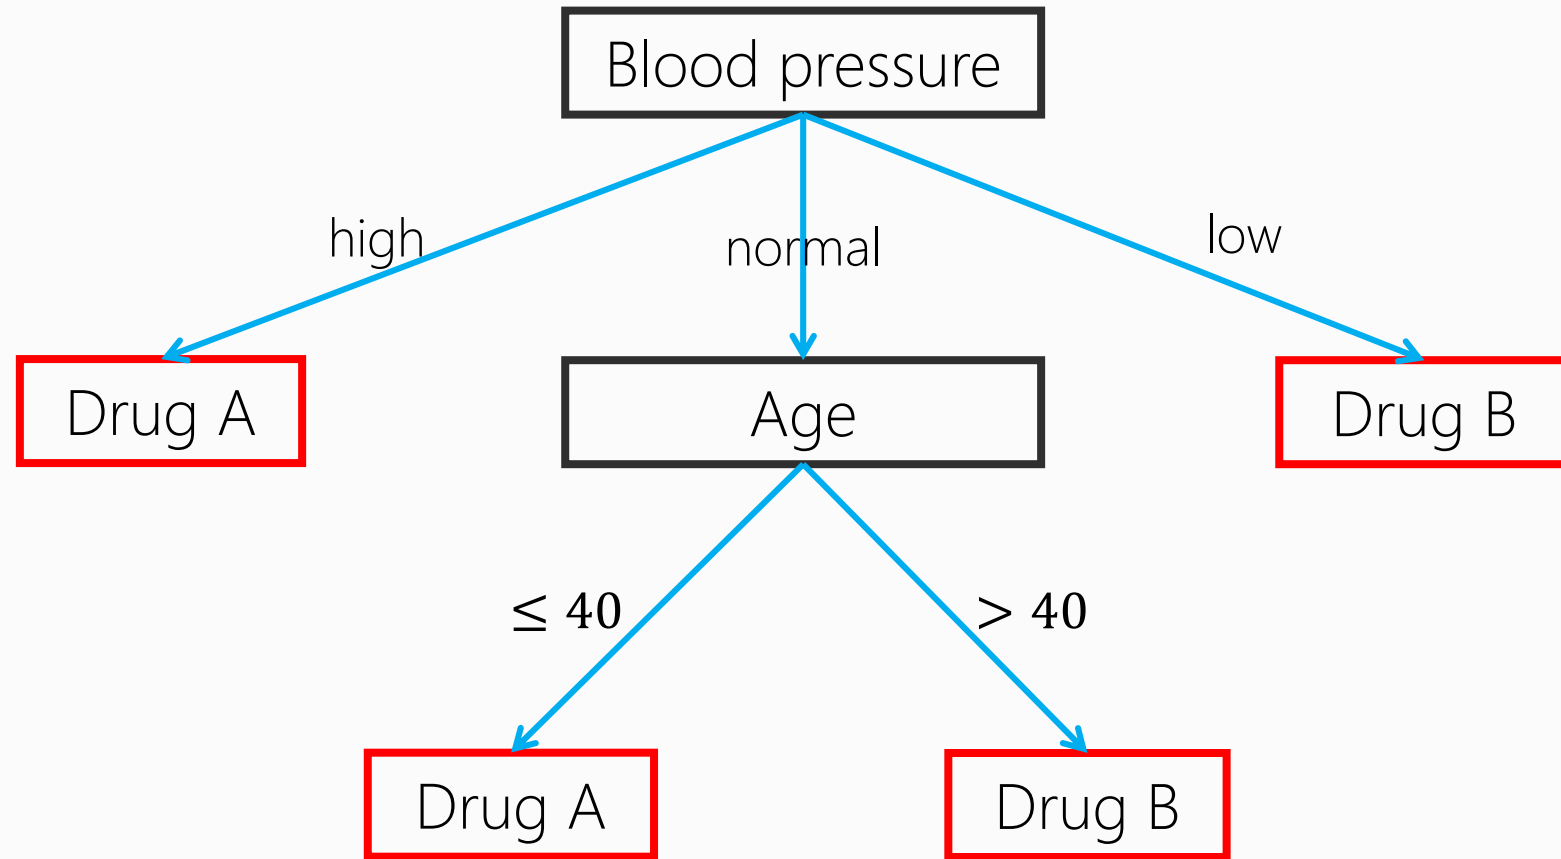 Blood pressure
high
normal
low
Drug A
Age
Drug B
≤ 40
> 40
Drug A
Drug B